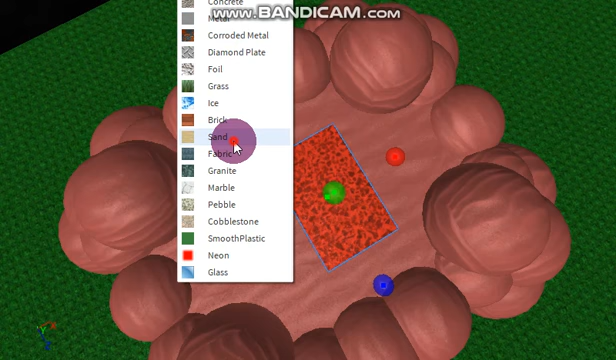 Concrete
www.BANDICAM.com
Metal
Corroded Metal
Diamond Plate
Foil
Grass
Ice
Brick
Sand
Fabric
Granite
Marble
Pebble
Cobblestone
SmoothPlastic
Neon
Glass
Y